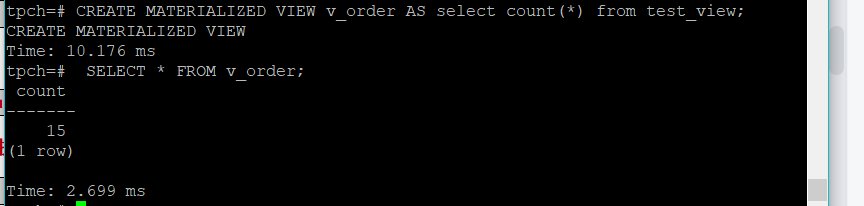 tpch=# CREATE MATERIALIZED VIEW v_order AS select count(*) from test_view;
CREATE MATERIALIZED VIEW
Time: 10.176 ms
tpch=#  SELECT * FROM v_order;
 count
-------
    15
(1 row)

Time: 2.699 ms